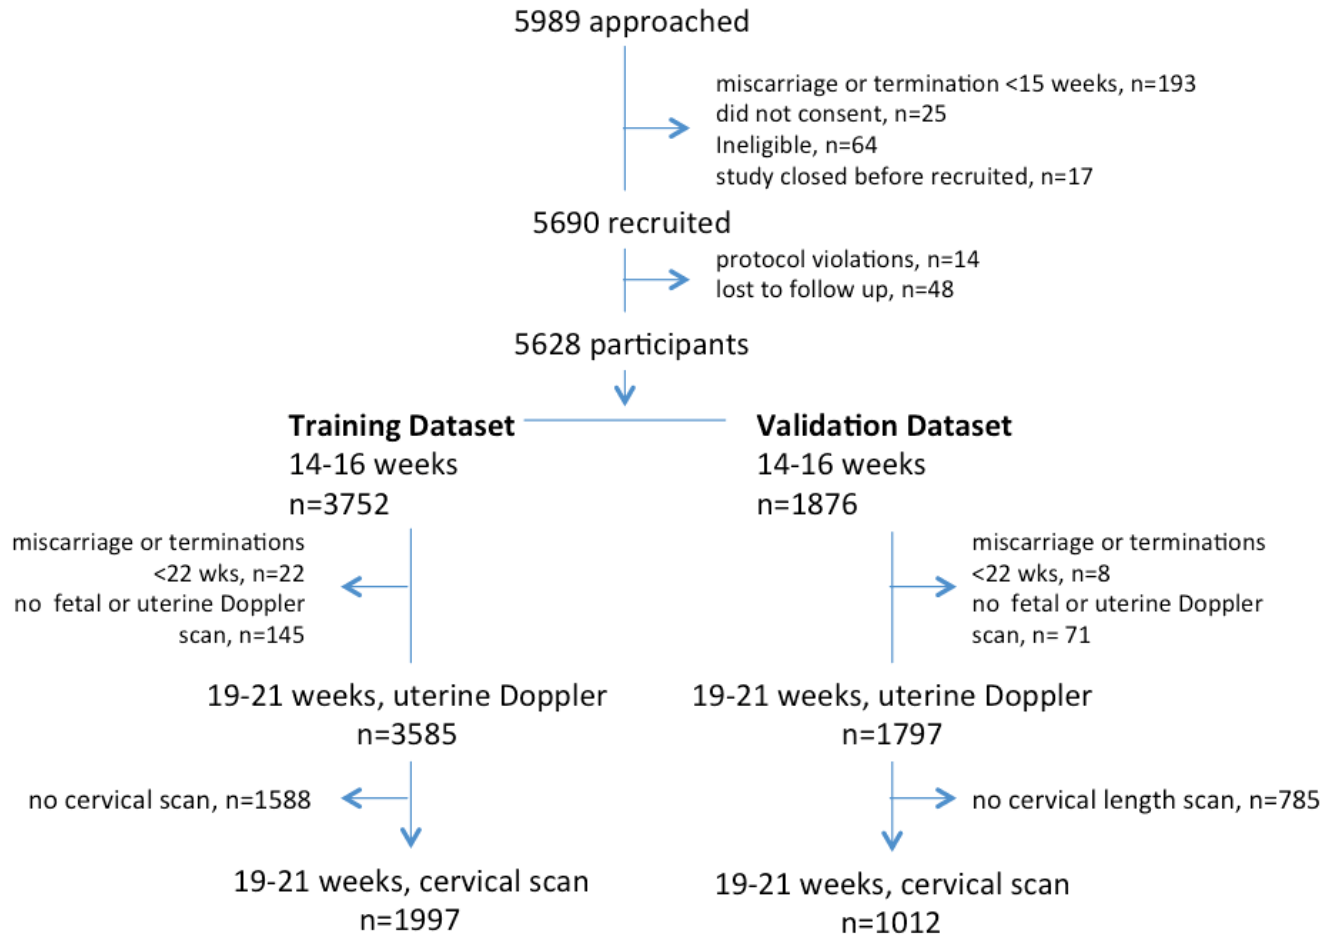 5989 approached
miscarriage or termination <15 weeks, n=193
did not consent, n=25
Ineligible, n=64
study closed before recruited, n=17
5690 recruited
protocol violations, n=14
lost to follow up, n=48
5628 participants
Training Dataset
14-16 weeks
n=3752
Validation Dataset
14-16 weeks
n=1876
miscarriage or terminations
<22 wks, n=22
no fetal or uterine Doppler
scan, n=145
miscarriage or terminations
<22 wks, n=8
no fetal or uterine Doppler
scan, n= 71
19-21 weeks, uterine Doppler
n=3585
19-21 weeks, uterine Doppler
n=1797
no cervical scan, n=1588
no cervical length scan, n=785
19-21 weeks, cervical scan
n=1997
19-21 weeks, cervical scan
n=1012